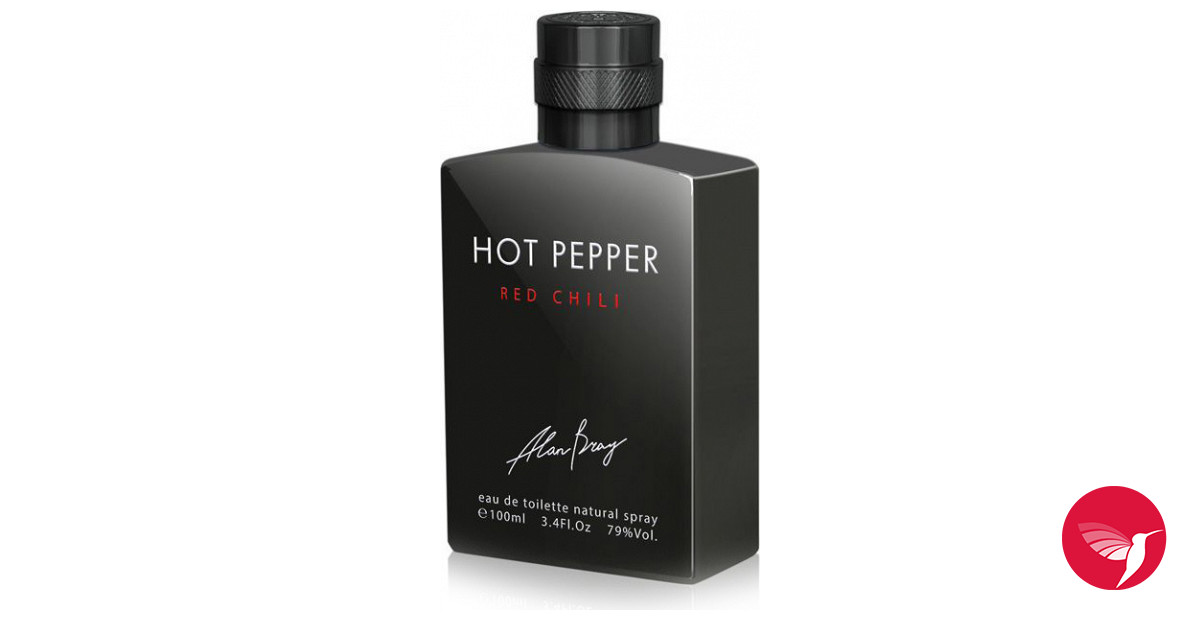 HOT PEPPER
RED CHILI
Alan Bray
eau de toilette natural spray
℮100ml 3.4Fl.Oz 79%Vol.